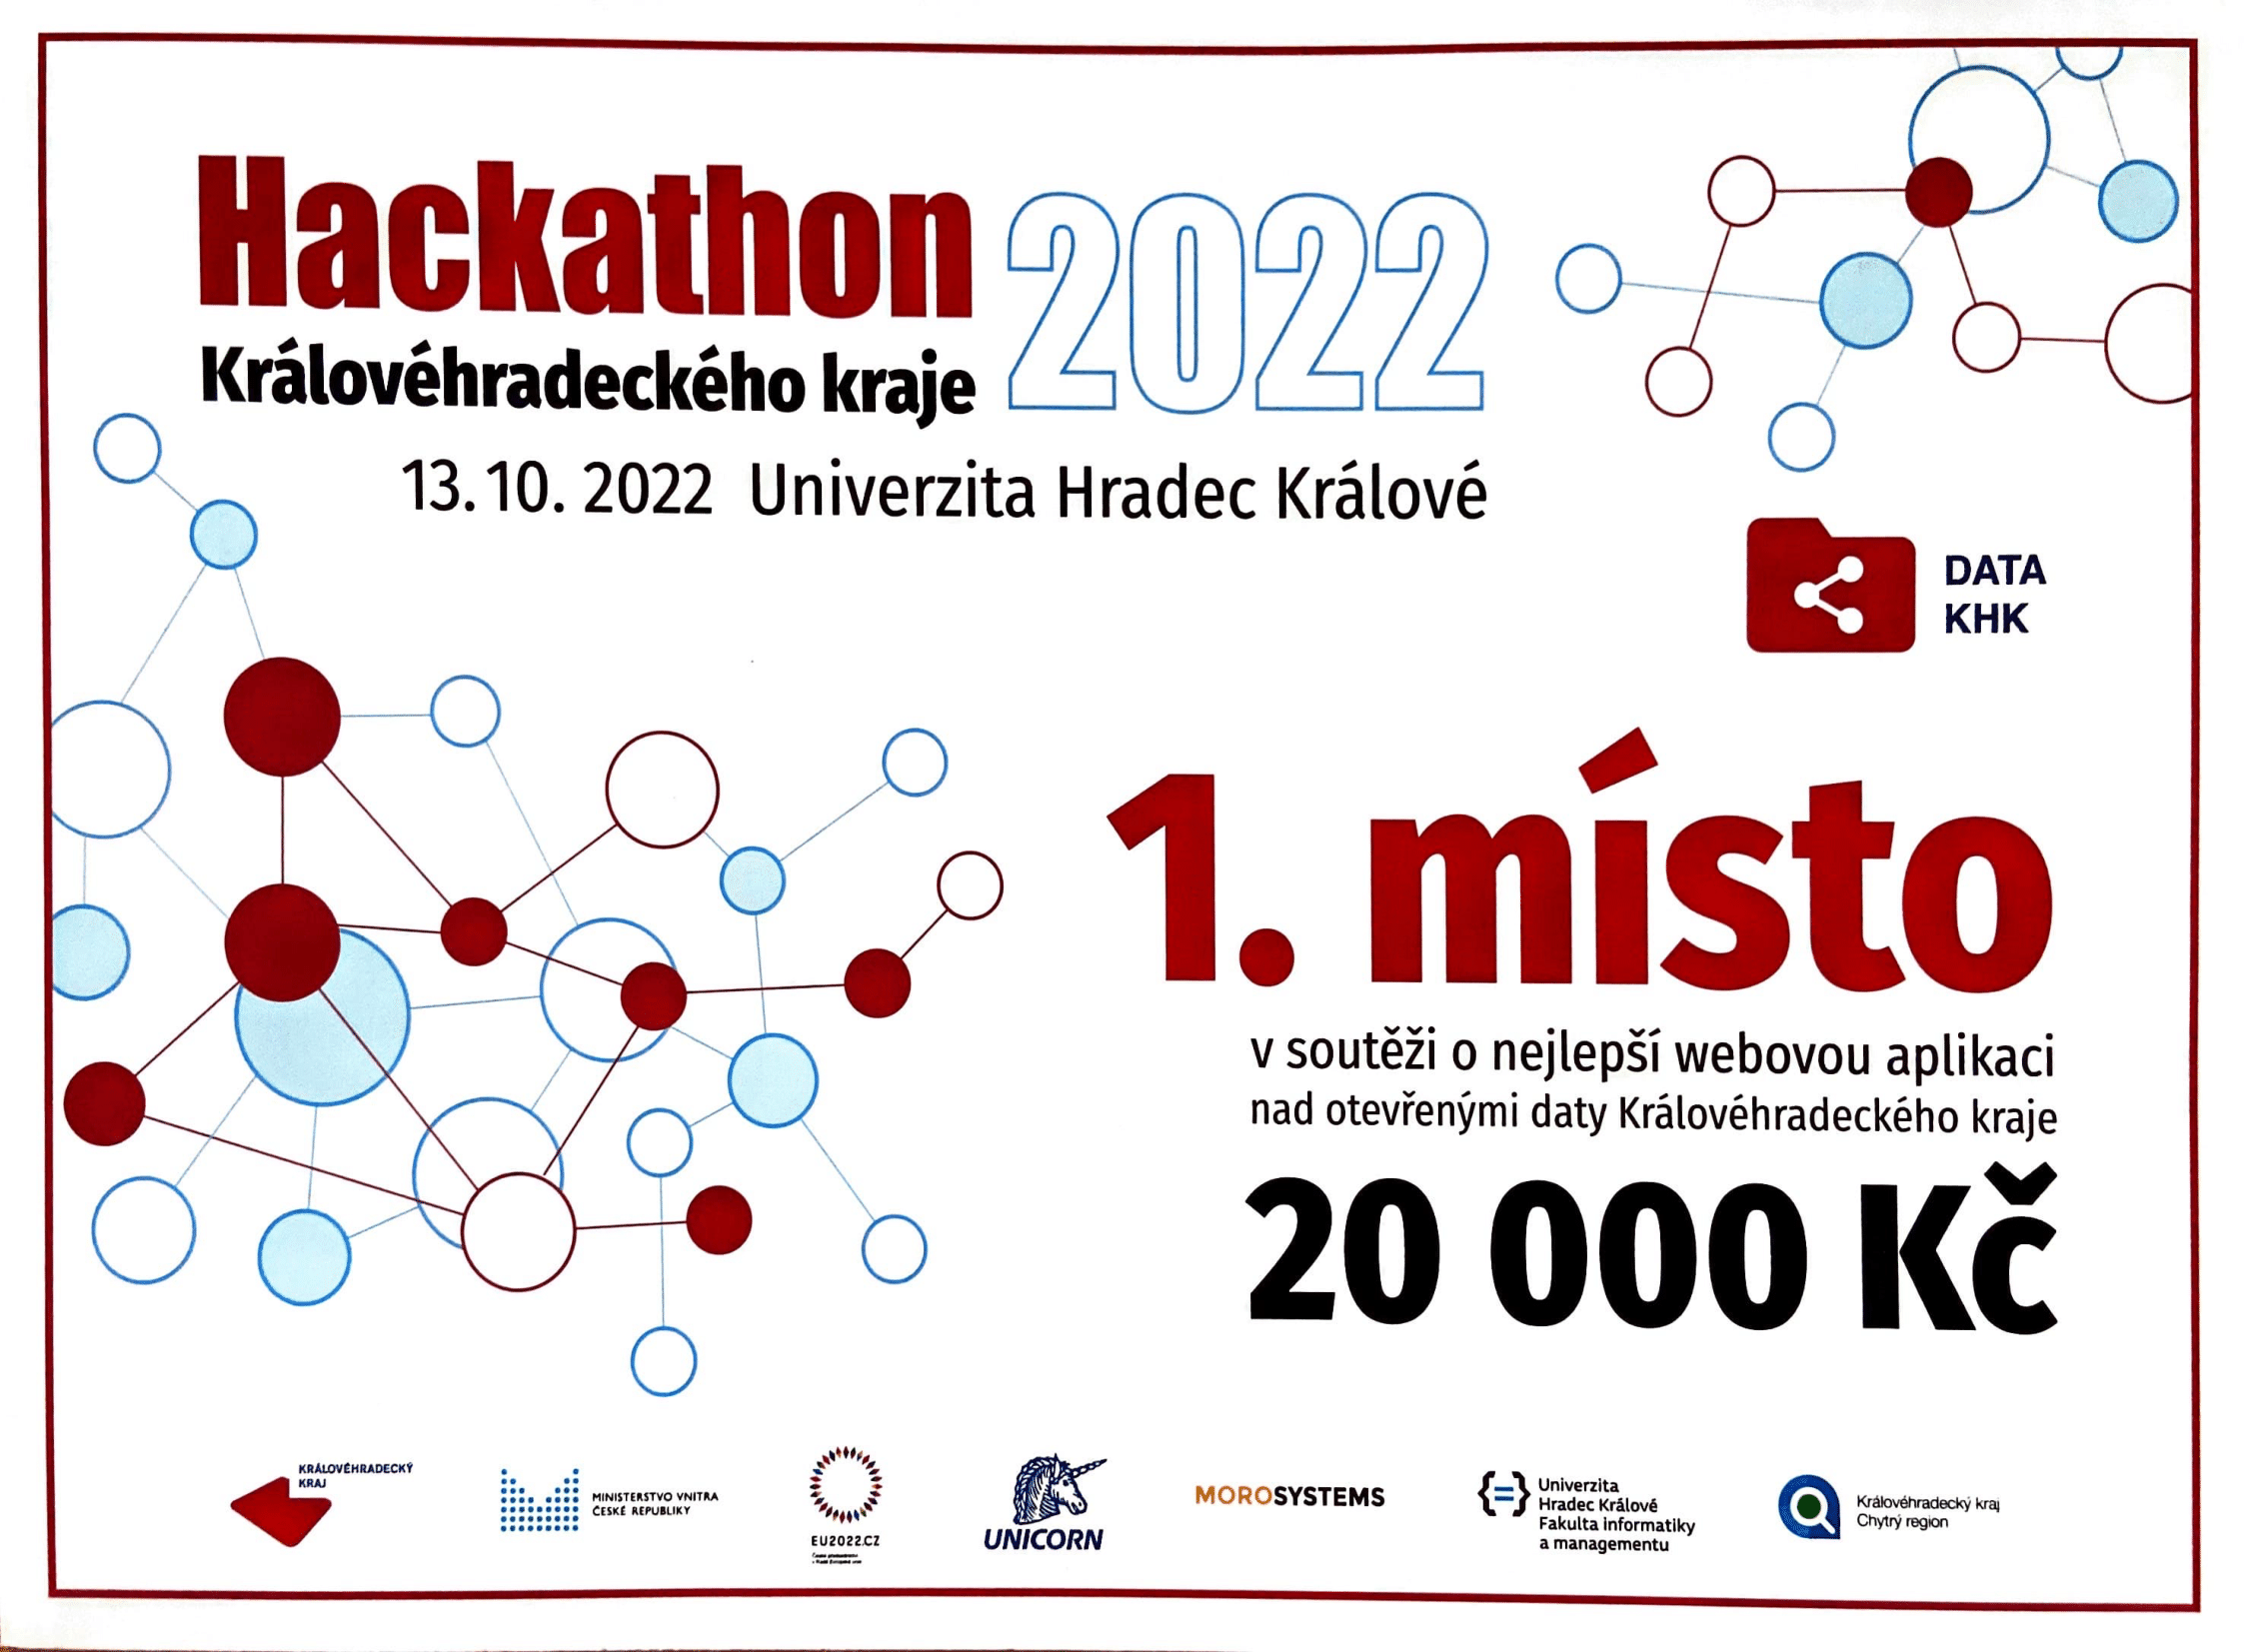 Hackathon 2022
Královéhradeckého kraje
13. 10. 2022 Univerzita Hradec Králové
DATA
KHK
1. místo
v soutěži o nejlepší webovou aplikaci
nad otevřenými daty Královéhradeckého kraje
20 000 Kč
KRÁLOVÉHRADECKÝ
KRAJ
MINISTERSTVO VNITRA
ČESKÉ REPUBLIKY
EU2022.CZ
UNICORN
MOROSYSTEMS
{=} Univerzita
Hradec Králové
Fakulta informatiky
a managementu
Královéhradecký kraj
Chytrý region